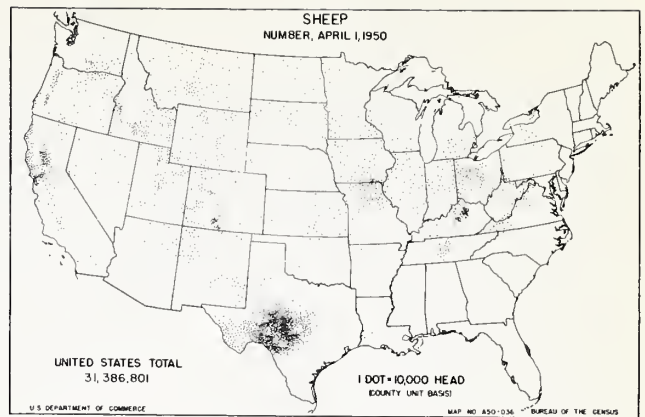 SHEEP
NUMBER, APRIL 1, 1950
UNITED STATES TOTAL
31,386,801
1 DOT=10,000 HEAD
(COUNTY UNIT BASIS)
U.S. DEPARTMENT OF COMMERCE
MAP NO. A50-036
BUREAU OF THE CENSUS